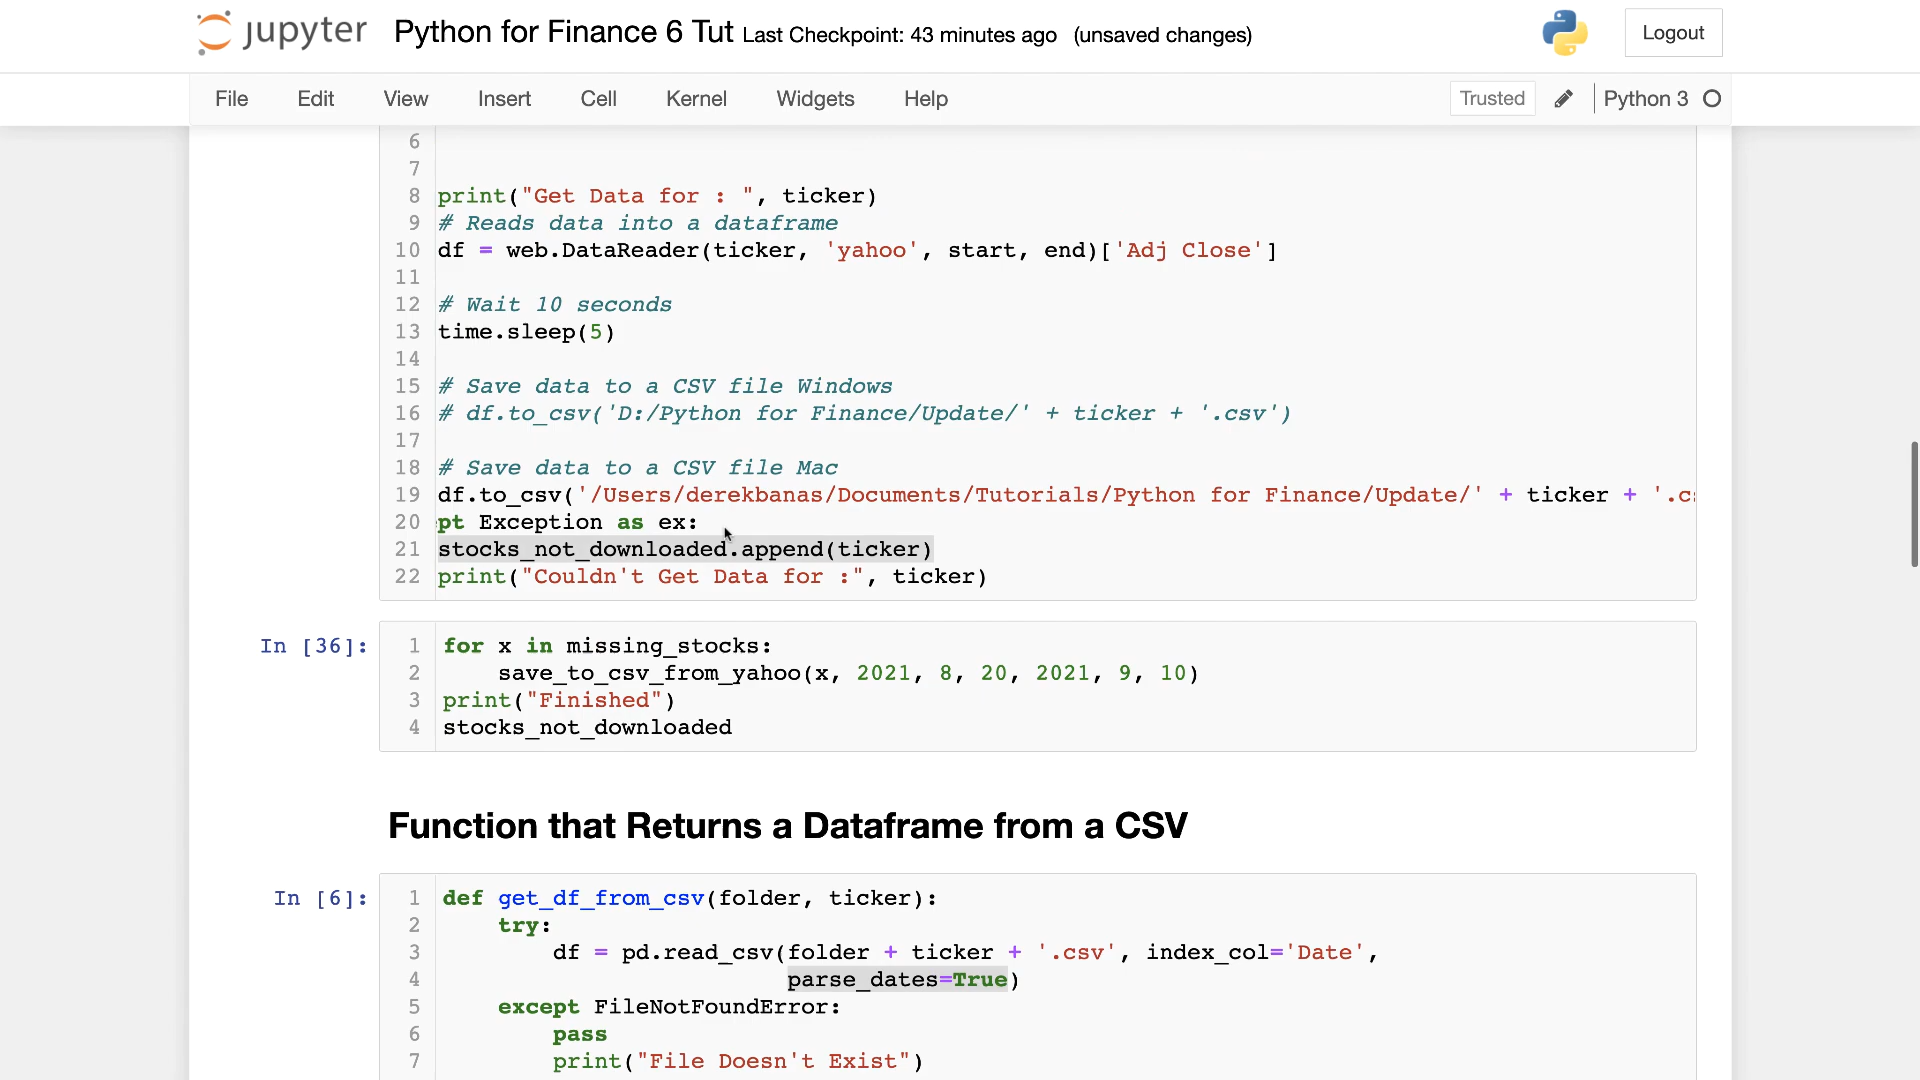 jupyter Python for Finance 6 Tut Last Checkpoint: 43 minutes ago (unsaved changes) Logout
File Edit View Insert Cell Kernel Widgets Help Trusted Python 3
6
7
8 print("Get Data for : ", ticker)
9 # Reads data into a dataframe
10 df = web.DataReader(ticker, 'yahoo', start, end)['Adj Close']
11
12 # Wait 10 seconds
13 time.sleep(5)
14
15 # Save data to a CSV file Windows
16 # df.to_csv('D:/Python for Finance/Update/' + ticker + '.csv')
17
18 # Save data to a CSV file Mac
19 df.to_csv('/Users/derekbanas/Documents/Tutorials/Python for Finance/Update/' + ticker + '.c
20 pt Exception as ex:
21 stocks_not_downloaded.append(ticker)
22 print("Couldn't Get Data for :", ticker)
In [36]: 1 for x in missing_stocks:
2 save_to_csv_from_yahoo(x, 2021, 8, 20, 2021, 9, 10)
3 print("Finished")
4 stocks_not_downloaded
Function that Returns a Dataframe from a CSV
In [6]: 1 def get_df_from_csv(folder, ticker):
2 try:
3 df = pd.read_csv(folder + ticker + '.csv', index_col='Date',
4 parse_dates=True)
5 except FileNotFoundError:
6 pass
7 print("File Doesn't Exist")